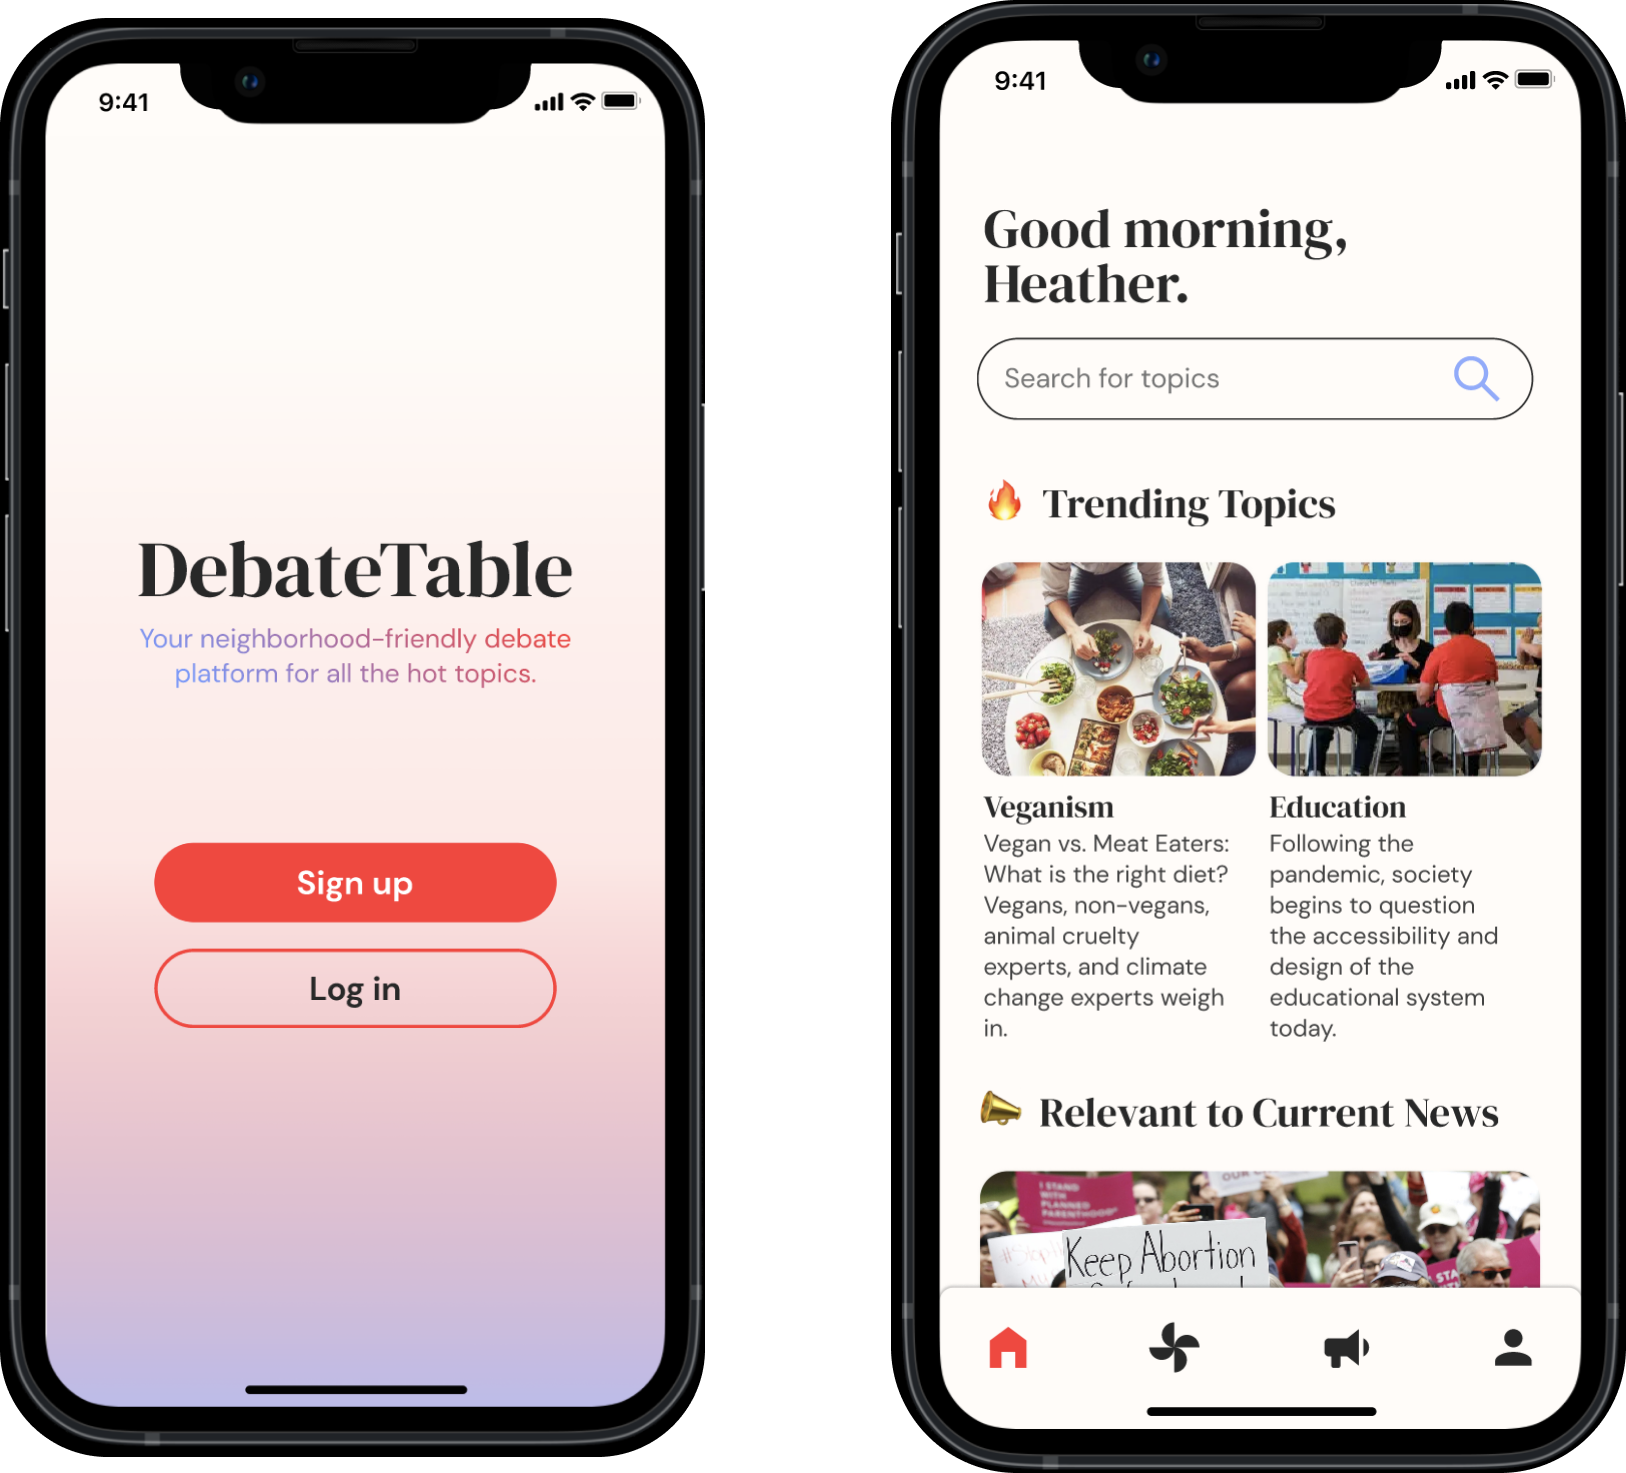 9:41
DebateTable
Your neighborhood-friendly debate
platform for all the hot topics.
Sign up
Log in
9:41
Good morning,
Heather.
Search for topics
🔥 Trending Topics
Veganism
Vegan vs. Meat Eaters:
What is the right diet?
Vegans, non-vegans,
animal cruelty
experts, and climate
change experts weigh
in.
Education
Following the
pandemic, society
begins to question
the accessibility and
design of the
educational system
today.
Relevant to Current News
I STAND
WITH
PLANNED
PARENTHOOD
OUR
Keep Abortion
I STAND